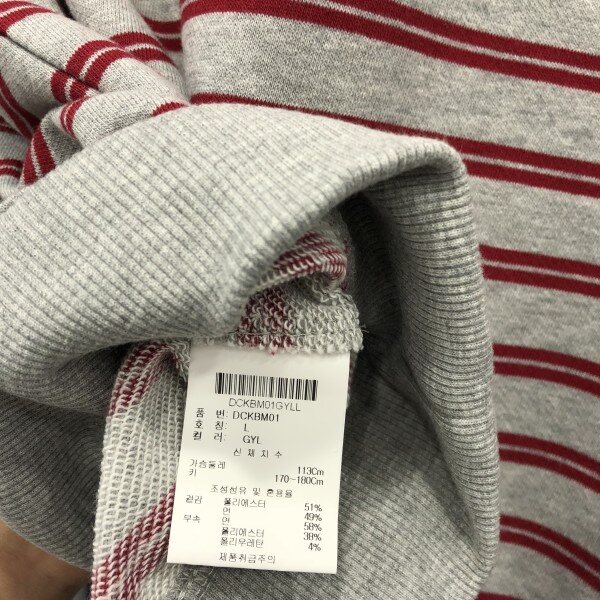 DCKBM01GYLL
품 번: DCKBM01
호 칭: L
컬 러: GYL
신 체 치 수
가슴둘레 113Cm
키 170~180Cm
조성섬유 및 혼용율
원감 폴리에스터 51%
면 49%
부속 면 58%
폴리에스터 38%
폴리우레탄 4%
제품취급주의